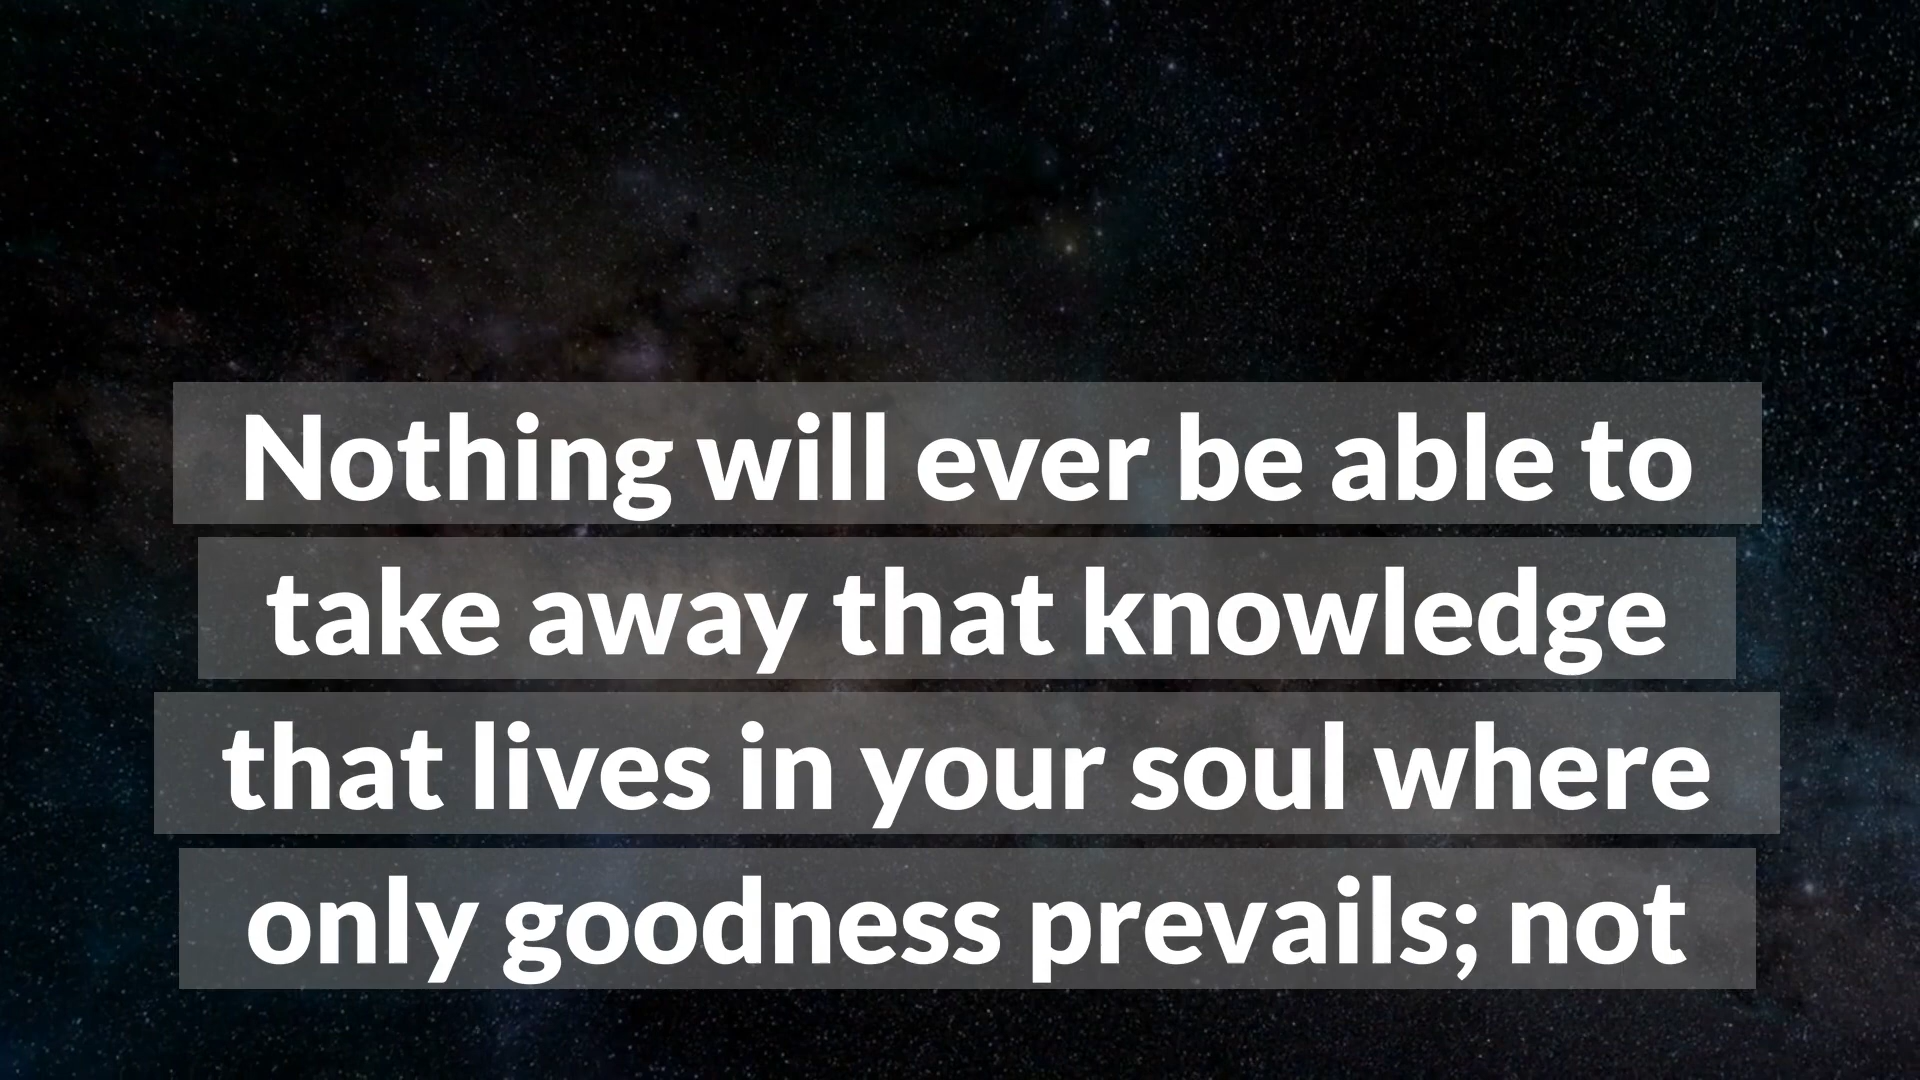 Nothing will ever be able to
take away that knowledge
that lives in your soul where
only goodness prevails; not